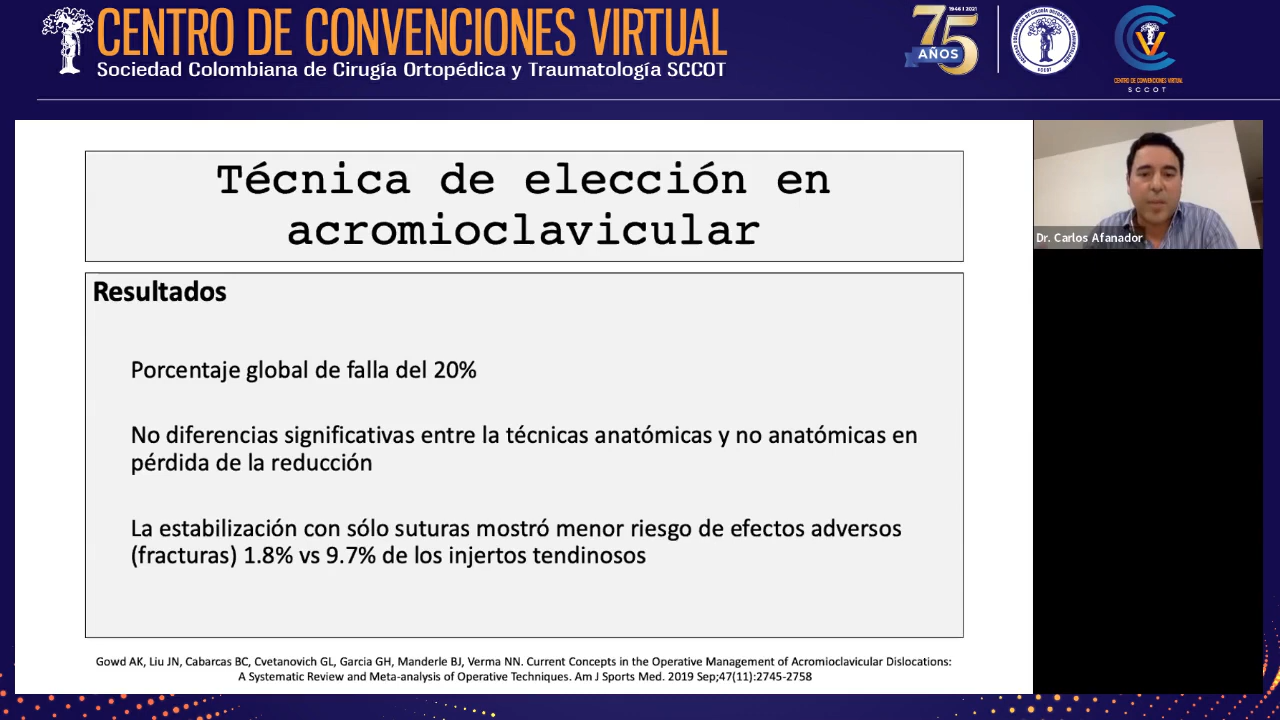 CENTRO DE CONVENCIONES VIRTUAL
Sociedad Colombiana de Cirugía Ortopédica y Traumatología SCCOT
1946 | 2021
75
AÑOS
CENTRO DE CONVENCIONES VIRTUAL
SCCOT
Técnica de elección en
acromioclavicular
Resultados
Porcentaje global de falla del 20%
No diferencias significativas entre la técnicas anatómicas y no anatómicas en
pérdida de la reducción
La estabilización con sólo suturas mostró menor riesgo de efectos adversos
(fracturas) 1.8% vs 9.7% de los injertos tendinosos
Gowd AK, Liu JN, Cabarcas BC, Cvetanovich GL, Garcia GH, Manderle BJ, Verma NN. Current Concepts in the Operative Management of Acromioclavicular Dislocations:
A Systematic Review and Meta-analysis of Operative Techniques. Am J Sports Med. 2019 Sep;47(11):2745-2758
Dr. Carlos Afanador